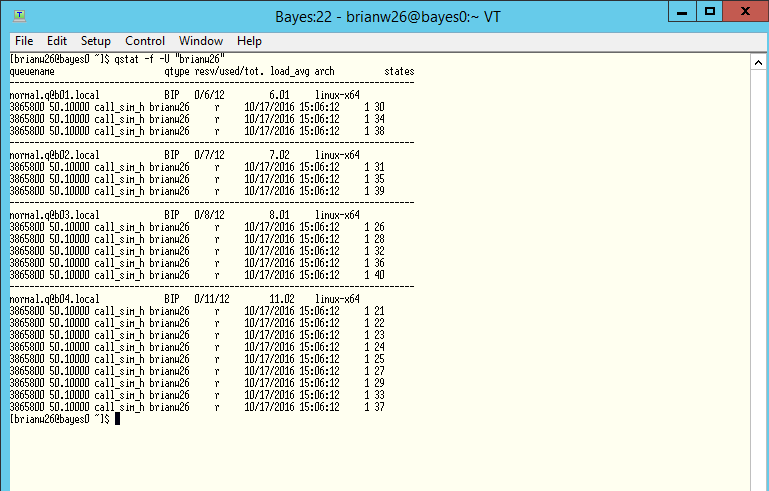 Bayes:22 - brianw26@bayes0:~ VT
File Edit Setup Control Window Help
[brianw26@bayes0 ~]$ qstat -f -U "brianw26"
queuename qtype resv/used/tot. load_avg arch states
---------------------------------------------------------------------------------
normal.q@b01.local BIP 0/6/12 6.01 linux-x64
3865800 50.10000 call_sim_h brianw26 r 10/17/2016 15:06:12 1 30
3865800 50.10000 call_sim_h brianw26 r 10/17/2016 15:06:12 1 34
3865800 50.10000 call_sim_h brianw26 r 10/17/2016 15:06:12 1 38
---------------------------------------------------------------------------------
normal.q@b02.local BIP 0/7/12 7.02 linux-x64
3865800 50.10000 call_sim_h brianw26 r 10/17/2016 15:06:12 1 31
3865800 50.10000 call_sim_h brianw26 r 10/17/2016 15:06:12 1 35
3865800 50.10000 call_sim_h brianw26 r 10/17/2016 15:06:12 1 39
---------------------------------------------------------------------------------
normal.q@b03.local BIP 0/8/12 8.01 linux-x64
3865800 50.10000 call_sim_h brianw26 r 10/17/2016 15:06:12 1 26
3865800 50.10000 call_sim_h brianw26 r 10/17/2016 15:06:12 1 28
3865800 50.10000 call_sim_h brianw26 r 10/17/2016 15:06:12 1 32
3865800 50.10000 call_sim_h brianw26 r 10/17/2016 15:06:12 1 36
3865800 50.10000 call_sim_h brianw26 r 10/17/2016 15:06:12 1 40
---------------------------------------------------------------------------------
normal.q@b04.local BIP 0/11/12 11.02 linux-x64
3865800 50.10000 call_sim_h brianw26 r 10/17/2016 15:06:12 1 21
3865800 50.10000 call_sim_h brianw26 r 10/17/2016 15:06:12 1 22
3865800 50.10000 call_sim_h brianw26 r 10/17/2016 15:06:12 1 23
3865800 50.10000 call_sim_h brianw26 r 10/17/2016 15:06:12 1 24
3865800 50.10000 call_sim_h brianw26 r 10/17/2016 15:06:12 1 25
3865800 50.10000 call_sim_h brianw26 r 10/17/2016 15:06:12 1 27
3865800 50.10000 call_sim_h brianw26 r 10/17/2016 15:06:12 1 29
3865800 50.10000 call_sim_h brianw26 r 10/17/2016 15:06:12 1 33
3865800 50.10000 call_sim_h brianw26 r 10/17/2016 15:06:12 1 37
[brianw26@bayes0 ~]$